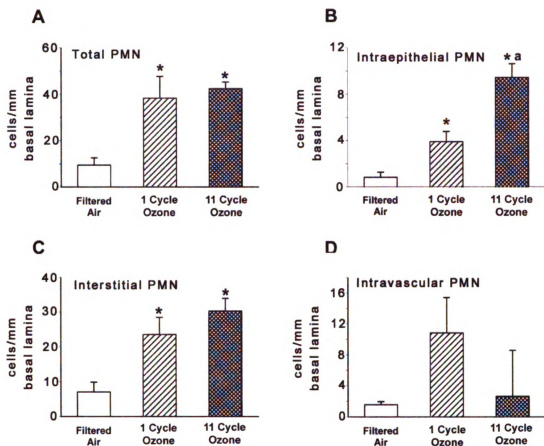 A
Total PMN
cells/mm
basal lamina
60
40
20
0
*
*
Filtered
Air
1 Cycle
Ozone
11 Cycle
Ozone
B
Intraepithelial PMN
cells/mm
basal lamina
12
8
4
0
*
* a
Filtered
Air
1 Cycle
Ozone
11 Cycle
Ozone
C
Interstitial PMN
cells/mm
basal lamina
40
30
20
10
0
*
*
Filtered
Air
1 Cycle
Ozone
11 Cycle
Ozone
D
Intravascular PMN
cells/mm
basal lamina
16
12
8
4
0
Filtered
Air
1 Cycle
Ozone
11 Cycle
Ozone